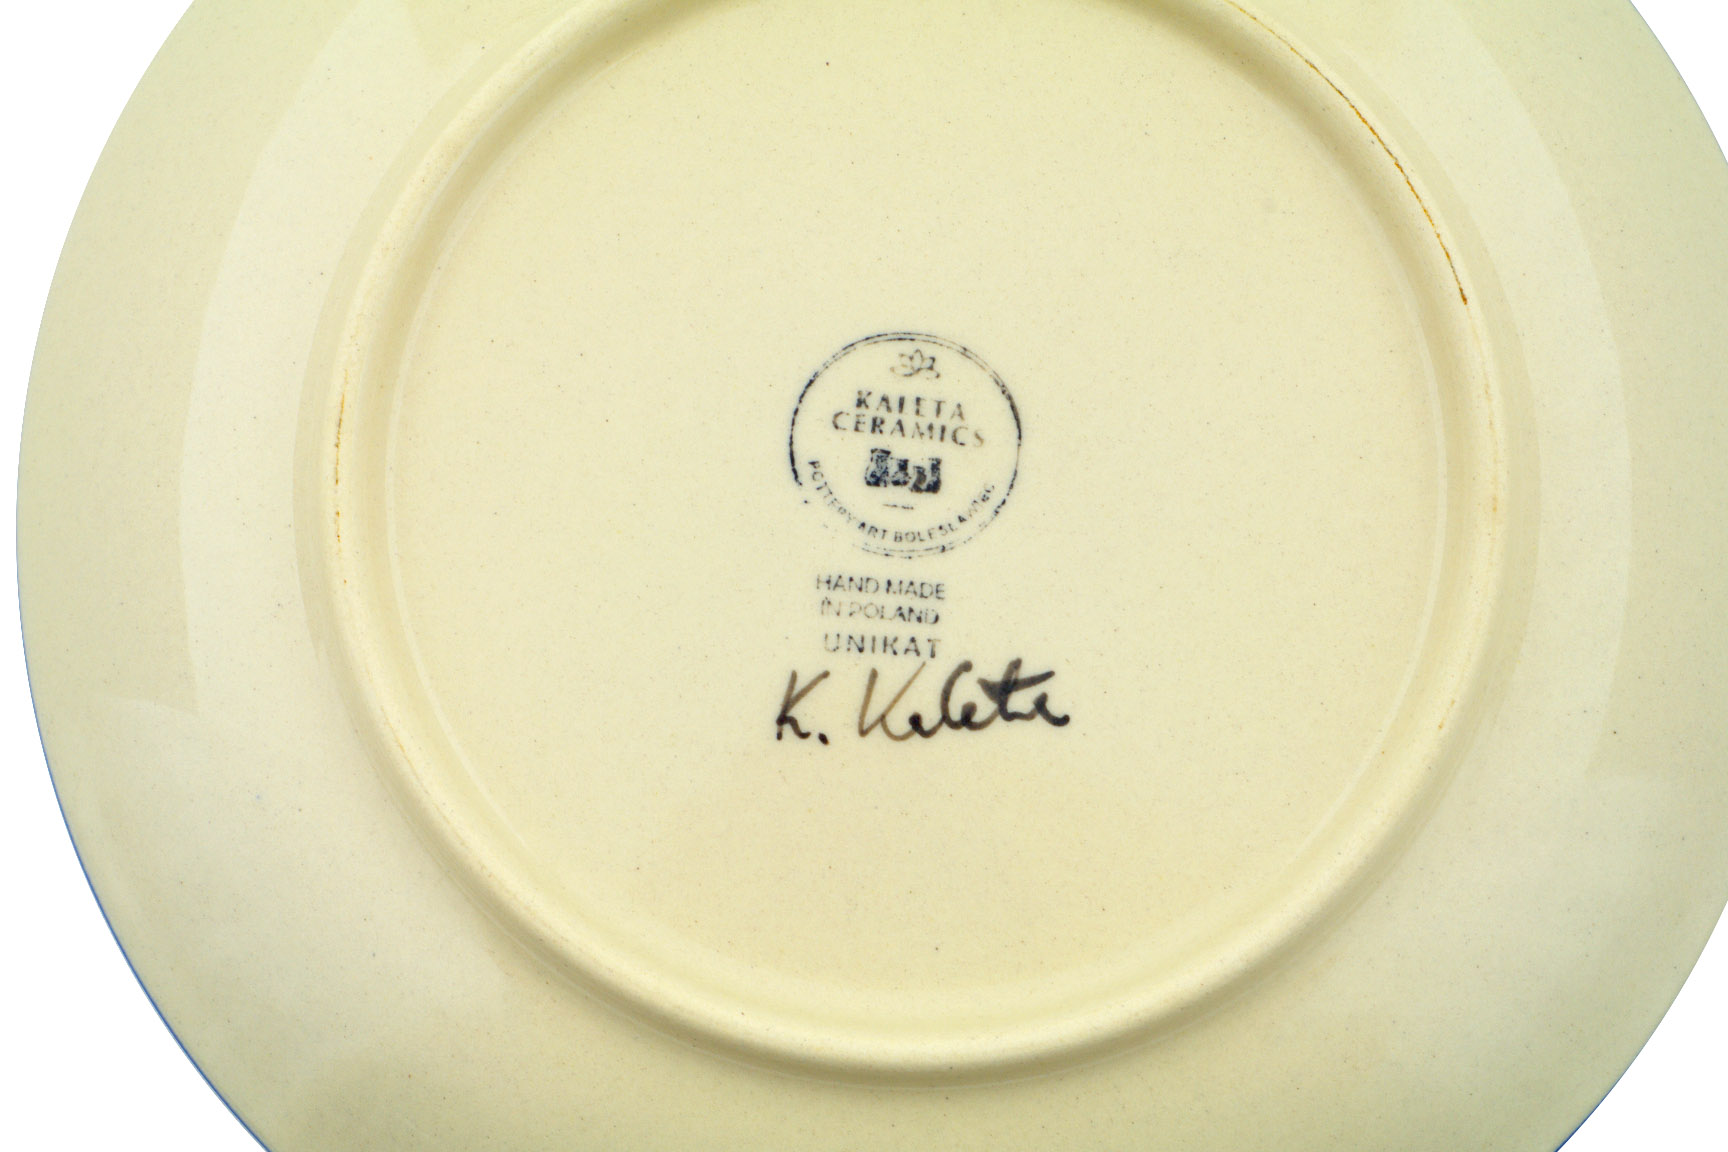 KALETA
CERAMICS
POTTERY ART BOLESLAWIEC
HAND MADE
IN POLAND
UNIKAT
K. Kaleta